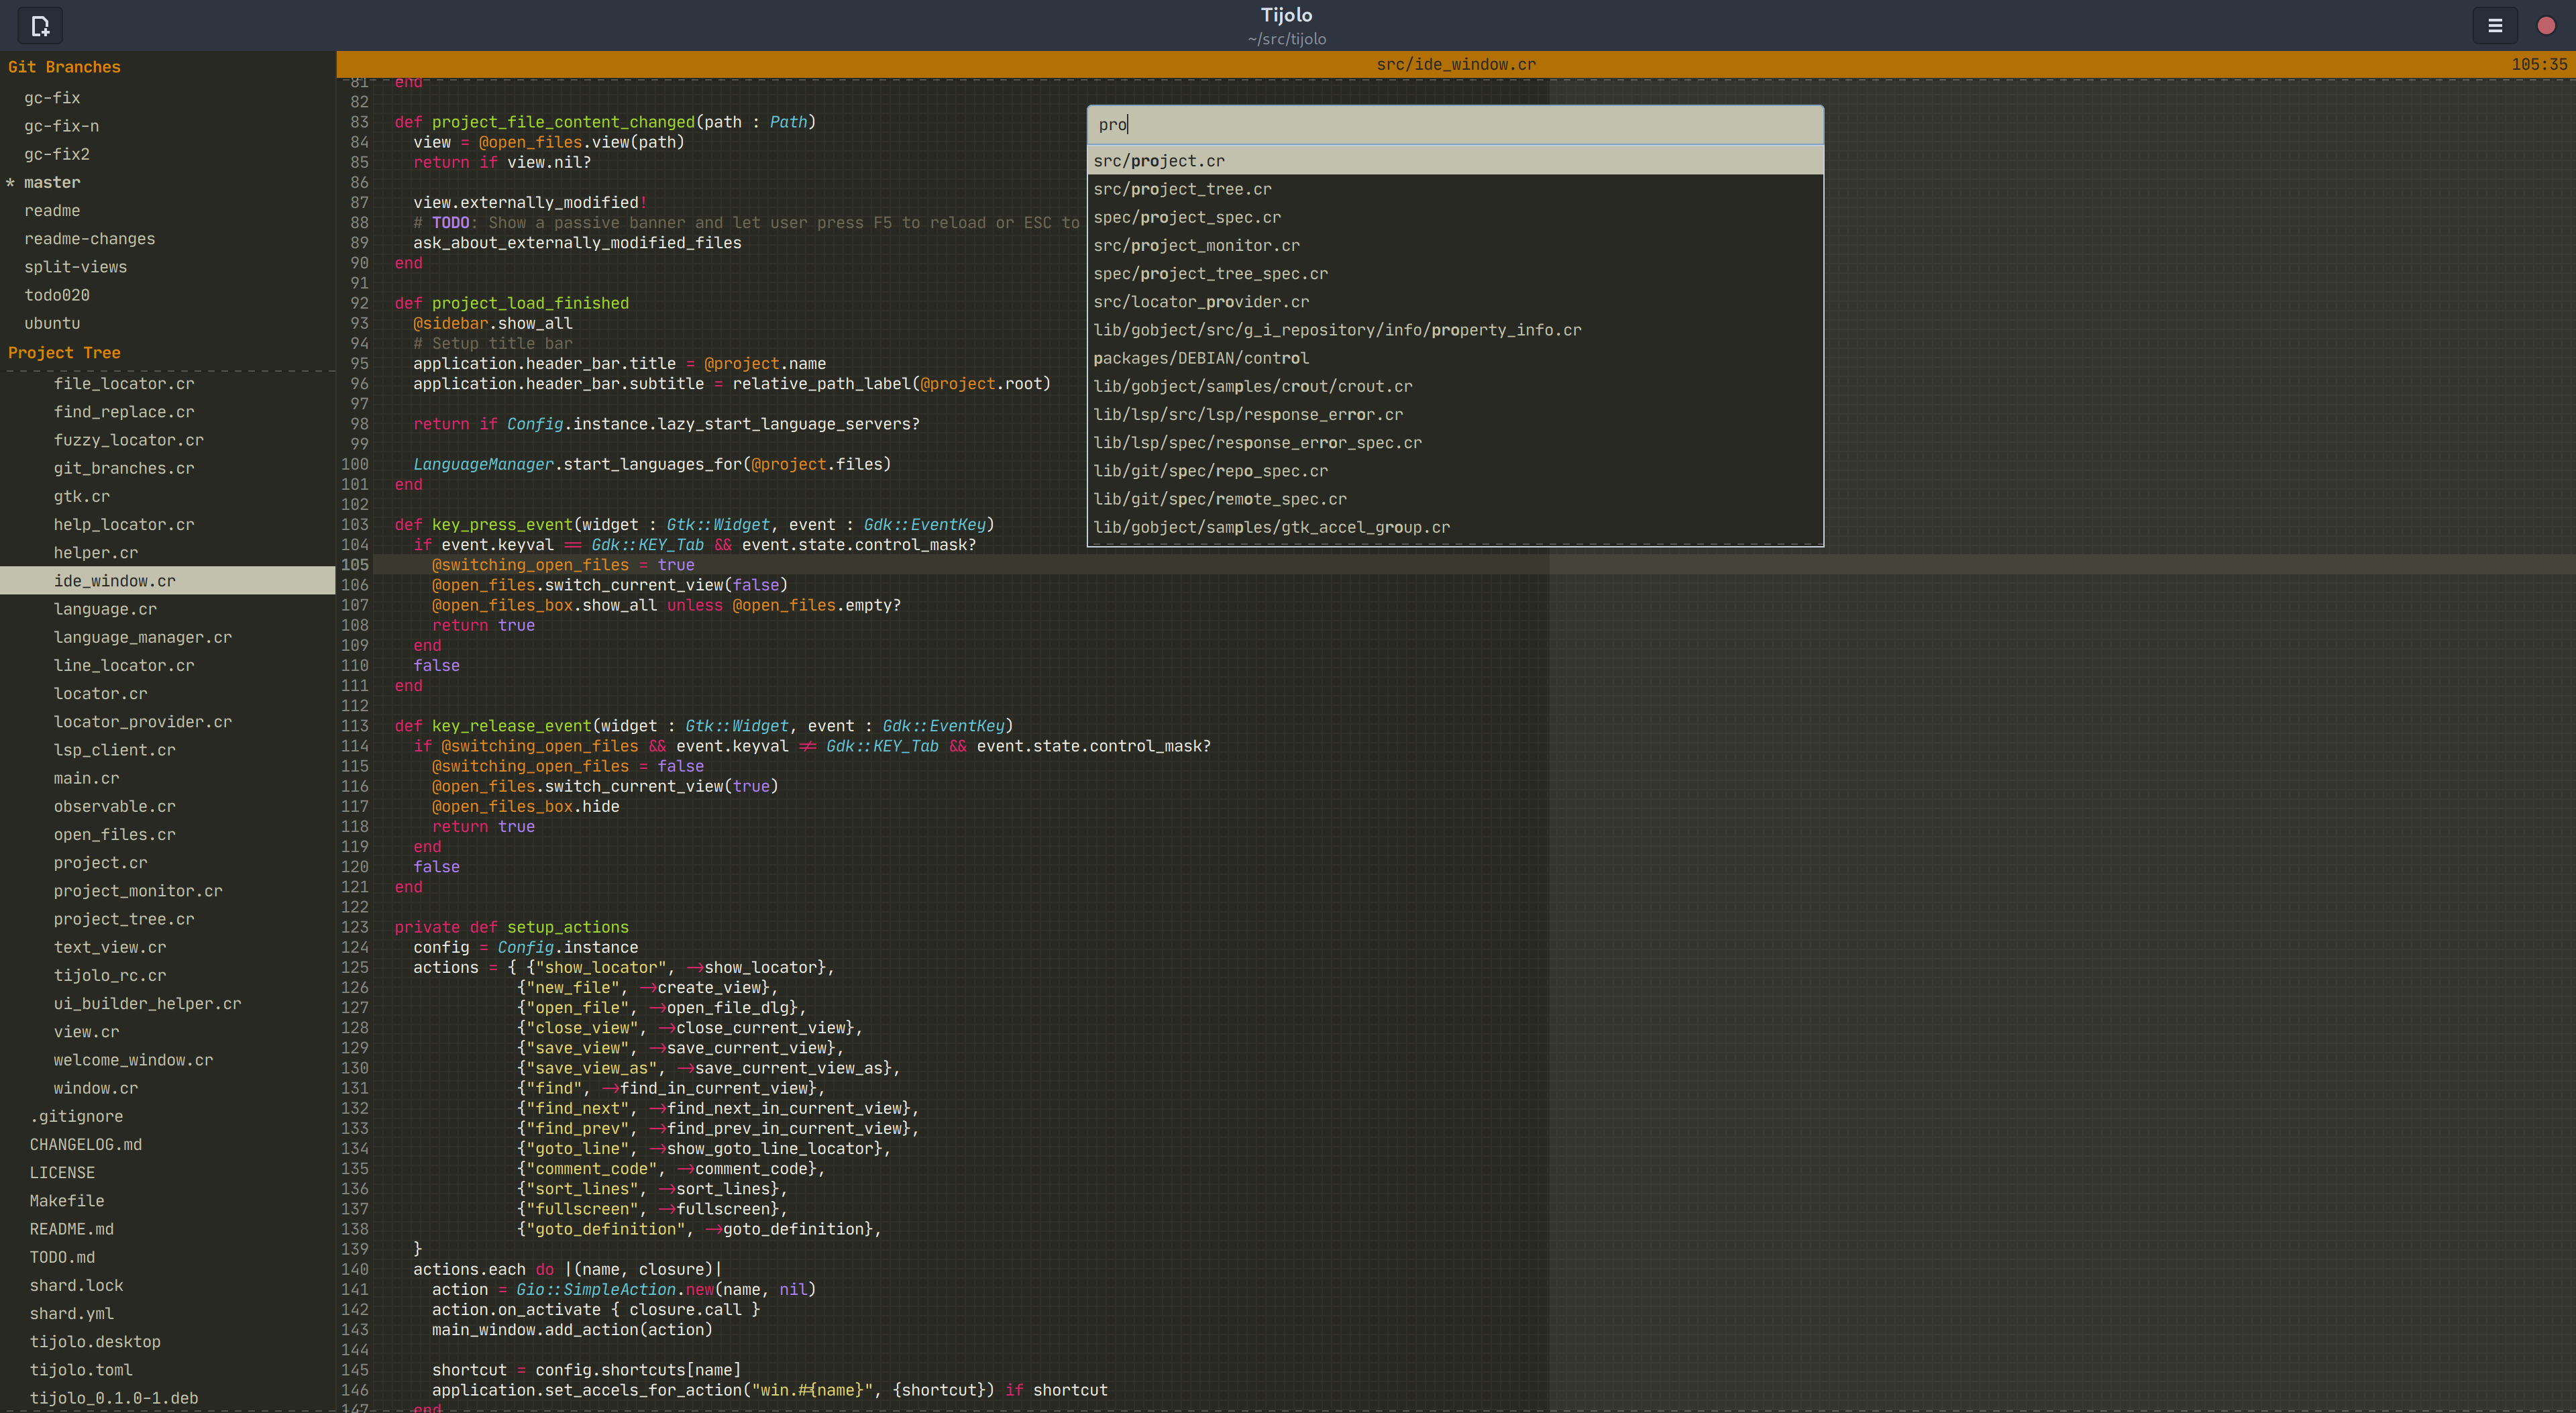 Tijolo
~/src/tijolo
Git Branches
gc-fix
gc-fix-n
gc-fix2
* master
readme
readme-changes
split-views
todo020
ubuntu
Project Tree
file_locator.cr
find_replace.cr
fuzzy_locator.cr
git_branches.cr
gtk.cr
help_locator.cr
helper.cr
ide_window.cr
language.cr
language_manager.cr
line_locator.cr
locator.cr
locator_provider.cr
lsp_client.cr
main.cr
observable.cr
open_files.cr
project.cr
project_monitor.cr
project_tree.cr
text_view.cr
tijolo_rc.cr
ui_builder_helper.cr
view.cr
welcome_window.cr
window.cr
.gitignore
CHANGELOG.md
LICENSE
Makefile
README.md
TODO.md
shard.lock
shard.yml
tijolo.desktop
tijolo.toml
tijolo_0.1.0-1.deb
src/ide_window.cr 105:35
81 end
82
83 def project_file_content_changed(path : Path)
84 view = @open_files.view(path)
85 return if view.nil?
86
87 view.externally_modified!
88 # TODO: Show a passive banner and let user press F5 to reload or ESC to
89 ask_about_externally_modified_files
90 end
91
92 def project_load_finished
93 @sidebar.show_all
94 # Setup title bar
95 application.header_bar.title = @project.name
96 application.header_bar.subtitle = relative_path_label(@project.root)
97
98 return if Config.instance.lazy_start_language_servers?
99
100 LanguageManager.start_languages_for(@project.files)
101 end
102
103 def key_press_event(widget : Gtk::Widget, event : Gdk::EventKey)
104 if event.keyval == Gdk::KEY_Tab && event.state.control_mask?
105 @switching_open_files = true
106 @open_files.switch_current_view(false)
107 @open_files_box.show_all unless @open_files.empty?
108 return true
109 end
110 false
111 end
112
113 def key_release_event(widget : Gtk::Widget, event : Gdk::EventKey)
114 if @switching_open_files && event.keyval != Gdk::KEY_Tab && event.state.control_mask?
115 @switching_open_files = false
116 @open_files.switch_current_view(true)
117 @open_files_box.hide
118 return true
119 end
120 false
121 end
122
123 private def setup_actions
124 config = Config.instance
125 actions = { {"show_locator", ->show_locator},
126 {"new_file", ->create_view},
127 {"open_file", ->open_file_dlg},
128 {"close_view", ->close_current_view},
129 {"save_view", ->save_current_view},
130 {"save_view_as", ->save_current_view_as},
131 {"find", ->find_in_current_view},
132 {"find_next", ->find_next_in_current_view},
133 {"find_prev", ->find_prev_in_current_view},
134 {"goto_line", ->show_goto_line_locator},
135 {"comment_code", ->comment_code},
136 {"sort_lines", ->sort_lines},
137 {"fullscreen", ->fullscreen},
138 {"goto_definition", ->goto_definition},
139 }
140 actions.each do |(name, closure)|
141 action = Gio::SimpleAction.new(name, nil)
142 action.on_activate { closure.call }
143 main_window.add_action(action)
144
145 shortcut = config.shortcuts[name]
146 application.set_accels_for_action("win.#{name}", {shortcut}) if shortcut
147 end
pro
src/project.cr
src/project_tree.cr
spec/project_spec.cr
src/project_monitor.cr
spec/project_tree_spec.cr
src/locator_provider.cr
lib/gobject/src/g_i_repository/info/property_info.cr
packages/DEBIAN/control
lib/gobject/samples/crout/crout.cr
lib/lsp/src/lsp/response_error.cr
lib/lsp/spec/response_error_spec.cr
lib/git/spec/repo_spec.cr
lib/git/spec/remote_spec.cr
lib/gobject/samples/gtk_accel_group.cr